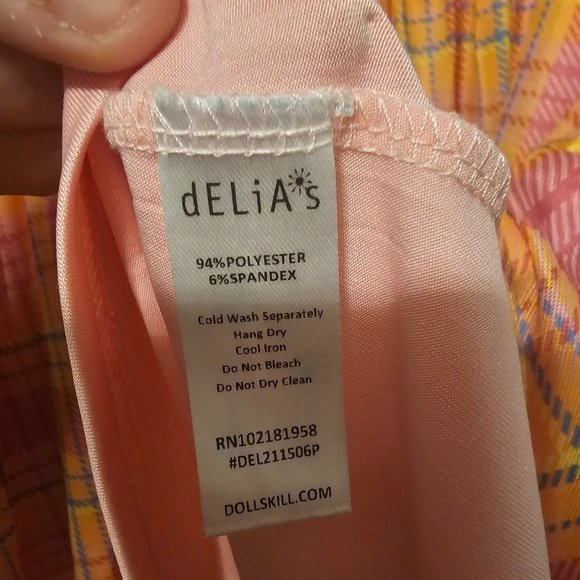 dELiA*s
94%POLYESTER
6%SPANDEX
Cold Wash Separately
Hang Dry
Cool Iron
Do Not Bleach
Do Not Dry Clean
RN102181958
#DEL211506P
DOLLSKILL.COM